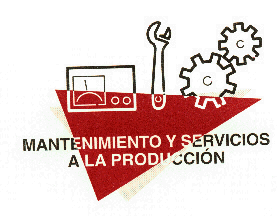 MANTENIMIENTO Y SERVICIOS
A LA PRODUCCIÓN